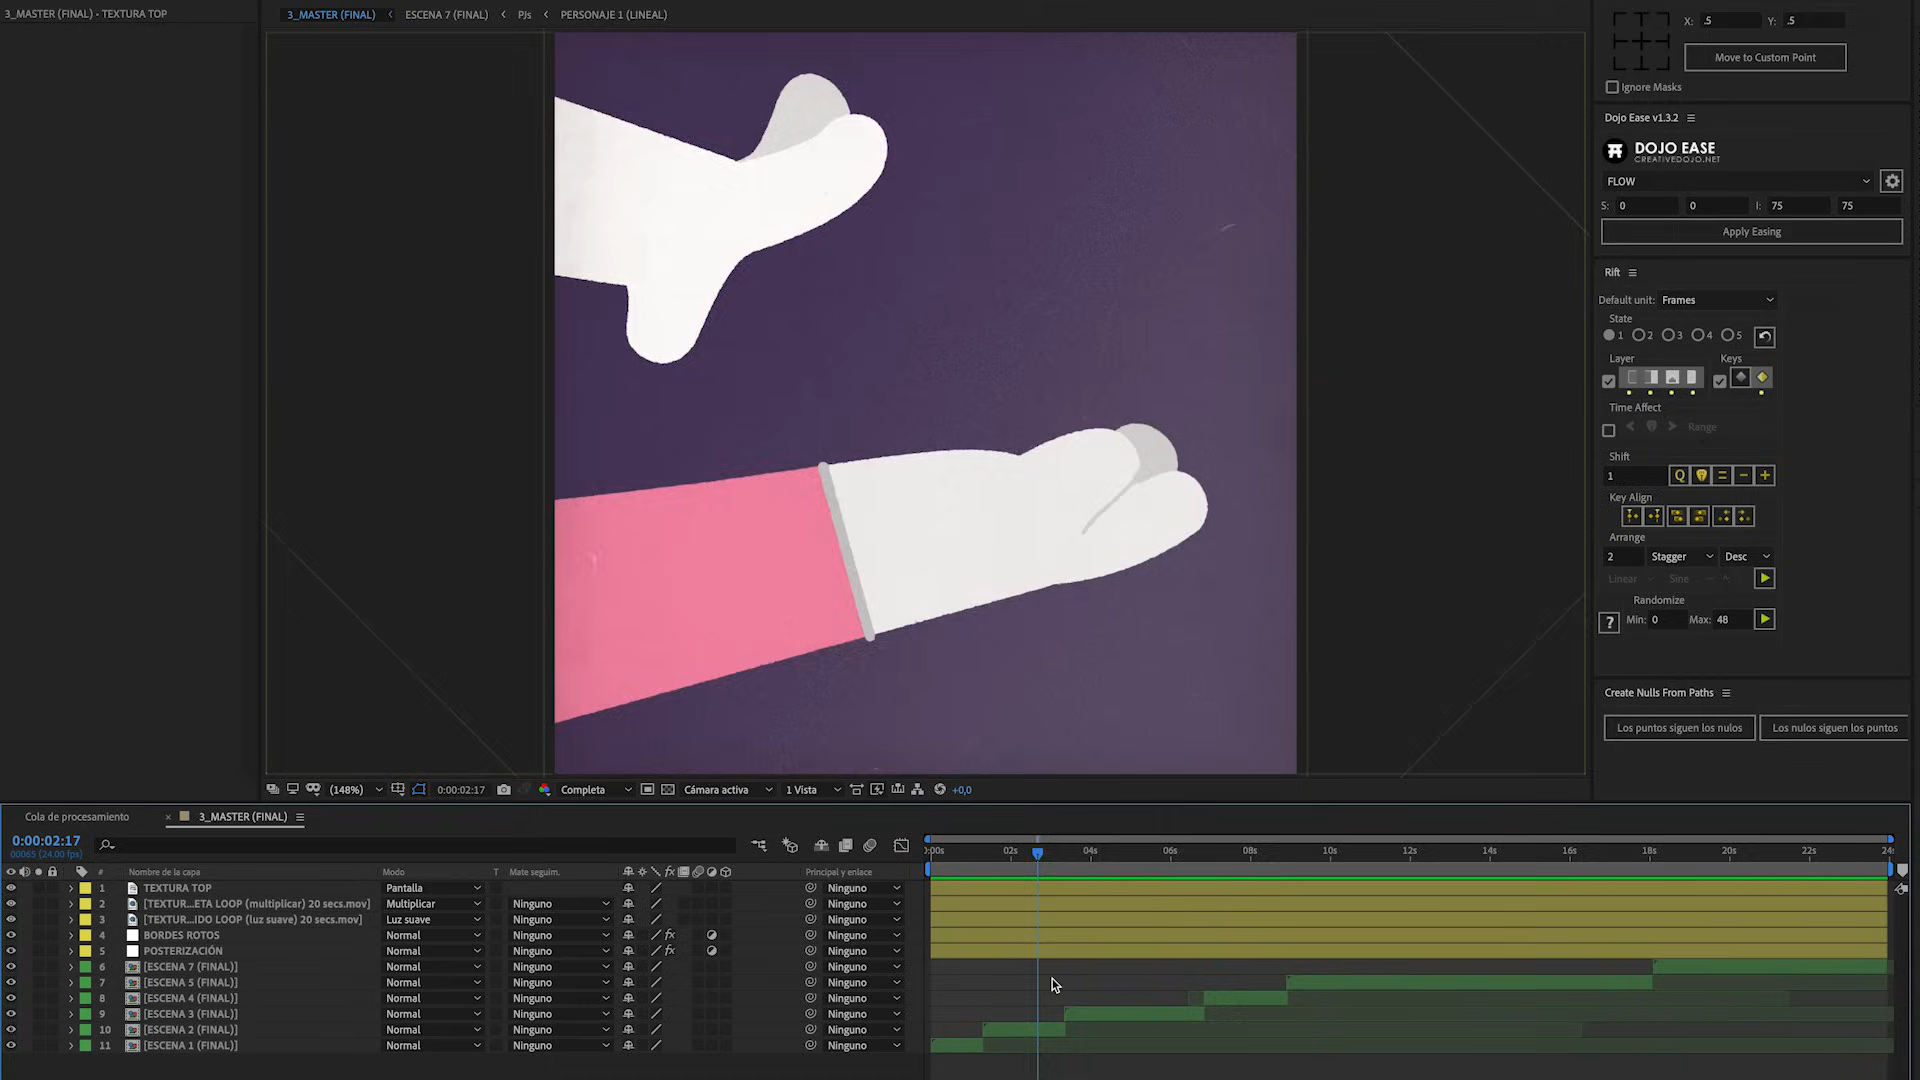 3_MASTER (FINAL) • TEXTURA TOP
3_MASTER (FINAL) ESCENA 7 (FINAL) PJs PERSONAJE 1 (LINEAL)
X: .5 Y: .5
Move to Custom Point
Ignore Masks
Dojo Ease v1.3.2
DOJO EASE
CREATIVEDOJO.NET
FLOW
S: 0 0 I: 75 75
Apply Easing
Rift
Default unit: Frames
State
1 2 3 4 5
Layer Keys
Time Affect
Range
Shift
1 Q = − +
Key Align
Arrange
2 Stagger Desc
Linear Sine
Randomize
? Min: 0 Max: 48
Create Nulls From Paths
Los puntos siguen los nulos Los nulos siguen los puntos
(148%) 0:00:02:17 Completa Cámara activa 1 Vista +0,0
Cola de procesamiento 3_MASTER (FINAL)
0:00:02:17
00065 (24.00 fps)
:00s 02s 04s 06s 08s 10s 12s 14s 16s 18s 20s 22s 24s
# Nombre de la capa Modo T Mate seguim. Principal y enlace
1 TEXTURA TOP Pantalla Ninguno
2 [TEXTUR...ETA LOOP (multiplicar) 20 secs.mov] Multiplicar Ninguno Ninguno
3 [TEXTUR...IDO LOOP (luz suave) 20 secs.mov] Luz suave Ninguno Ninguno
4 BORDES ROTOS Normal Ninguno fx Ninguno
5 POSTERIZACIÓN Normal Ninguno fx Ninguno
6 [ESCENA 7 (FINAL)] Normal Ninguno Ninguno
7 [ESCENA 5 (FINAL)] Normal Ninguno Ninguno
8 [ESCENA 4 (FINAL)] Normal Ninguno Ninguno
9 [ESCENA 3 (FINAL)] Normal Ninguno Ninguno
10 [ESCENA 2 (FINAL)] Normal Ninguno Ninguno
11 [ESCENA 1 (FINAL)] Normal Ninguno Ninguno